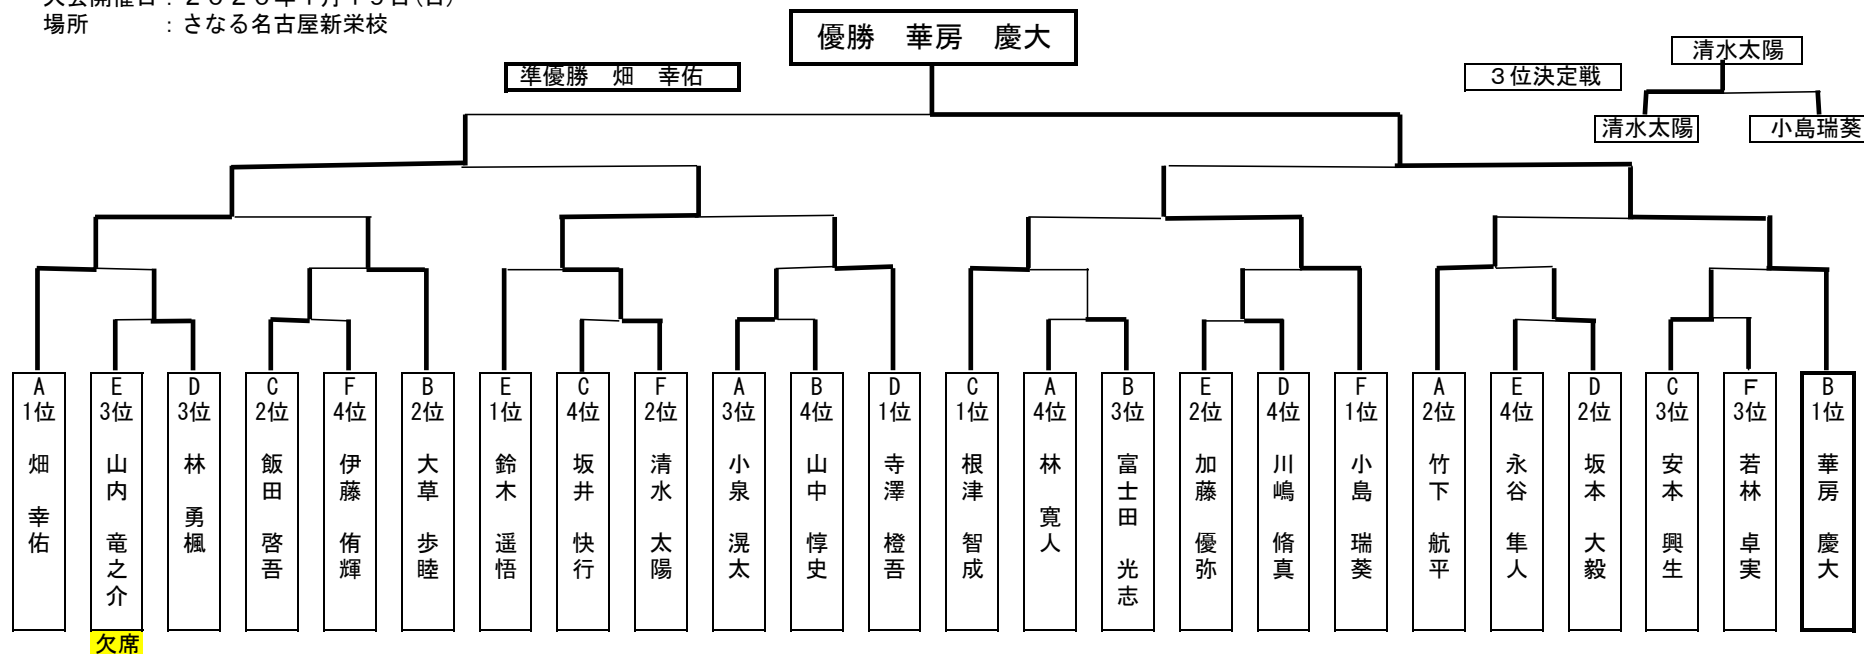 場所　　　：さなる名古屋新栄校
優勝　華房　慶大
準優勝　畑　幸佑
３位決定戦
清水太陽
清水太陽
小島瑞葵
A 1位 畑 幸佑
E 3位 山内 竜之介
D 3位 林 勇楓
C 2位 飯田 啓吾
F 4位 伊藤 侑輝
B 2位 大草 歩睦
E 1位 鈴木 遥悟
C 4位 坂井 快行
F 2位 清水 太陽
A 3位 小泉 滉太
B 4位 山中 惇史
D 1位 寺澤 橙吾
C 1位 根津 智成
A 4位 林 寛人
B 3位 富士田 光志
E 2位 加藤 優弥
D 4位 川嶋 脩真
F 1位 小島 瑞葵
A 2位 竹下 航平
E 4位 永谷 隼人
D 2位 坂本 大毅
C 3位 安本 興生
F 3位 若林 卓実
B 1位 華房 慶大
欠席